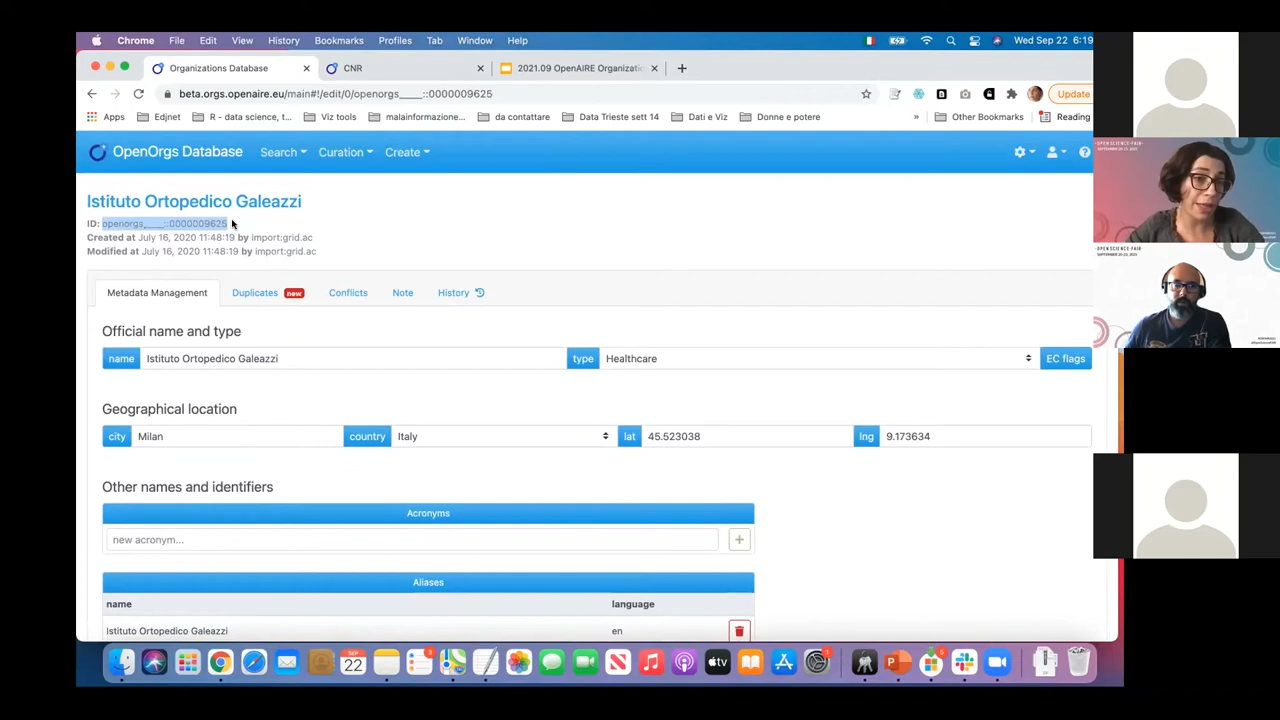 Chrome File Edit View History Bookmarks Profiles Tab Window Help Wed Sep 22 6:19
Organizations Database CNR 2021.09 OpenAIRE Organizatio
beta.orgs.openaire.eu/main#!/edit/0/openorgs____::0000009625 Update
Apps Edjnet R - data science, t... Viz tools malainformazione... da contattare Data Trieste sett 14 Dati e Viz Donne e potere » Other Bookmarks Reading
OpenOrgs Database Search Curation Create
Istituto Ortopedico Galeazzi
ID: openorgs____::0000009625
Created at July 16, 2020 11:48:19 by import:grid.ac
Modified at July 16, 2020 11:48:19 by import:grid.ac
Metadata Management Duplicates new Conflicts Note History
Official name and type
name Istituto Ortopedico Galeazzi type Healthcare EC flags
Geographical location
city Milan country Italy lat 45.523038 lng 9.173634
Other names and identifiers
Acronyms
new acronym...
Aliases
name language
Istituto Ortopedico Galeazzi en
SEP
22
OPEN SCIENCE FAIR